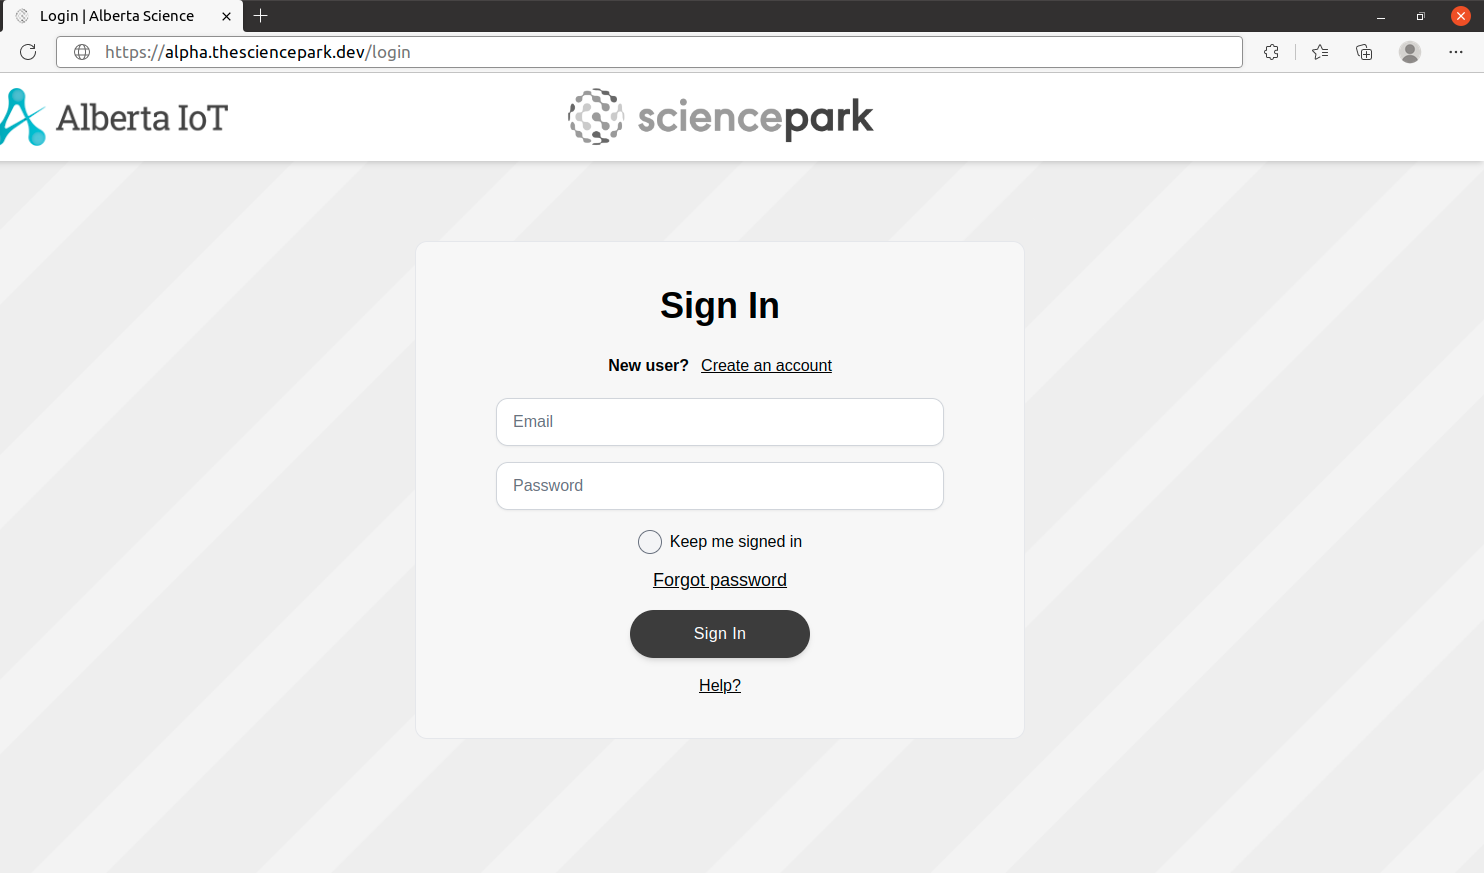 Login | Alberta Science
https://alpha.thesciencepark.dev/login
Alberta IoT
sciencepark
Sign In
New user? Create an account
Email
Password
Keep me signed in
Forgot password
Sign In
Help?